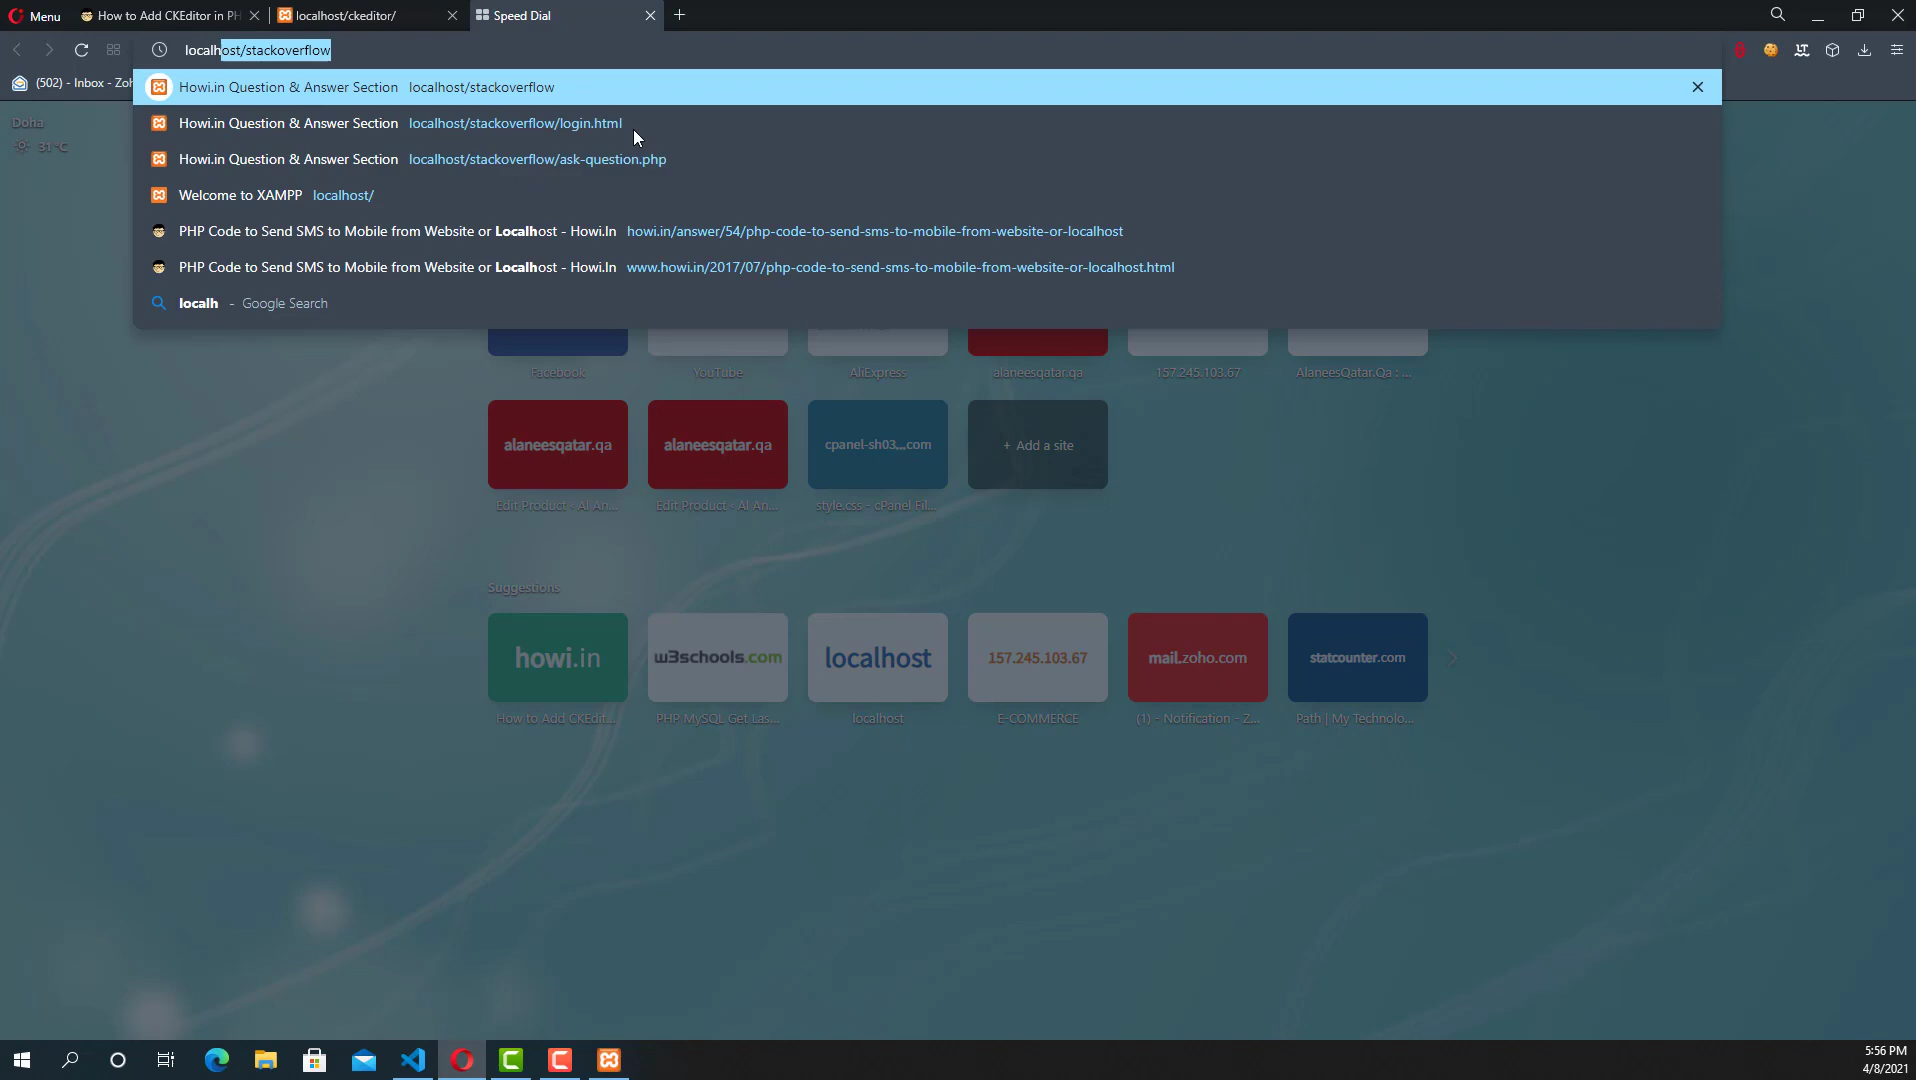 Menu
How to Add CKEditor in PH
localhost/ckeditor/
Speed Dial
localhost/stackoverflow
(502) - Inbox - Zoh
Howi.in Question & Answer Section localhost/stackoverflow
Howi.in Question & Answer Section localhost/stackoverflow/login.html
Howi.in Question & Answer Section localhost/stackoverflow/ask-question.php
Welcome to XAMPP localhost/
PHP Code to Send SMS to Mobile from Website or Localhost - Howi.In howi.in/answer/54/php-code-to-send-sms-to-mobile-from-website-or-localhost
PHP Code to Send SMS to Mobile from Website or Localhost - Howi.In www.howi.in/2017/07/php-code-to-send-sms-to-mobile-from-website-or-localhost.html
localh - Google Search
Doha
31 °C
Facebook
YouTube
AliExpress
alaneesqatar.qa
157.245.103.67
AlaneesQatar.Qa : ...
alaneesqatar.qa
alaneesqatar.qa
cpanel-sh03,,,com
+ Add a site
Edit Product ‹ Al An...
Edit Product ‹ Al An...
style.css - cPanel Fil...
Suggestions
howi.in
w3schools.com
localhost
157.245.103.67
mail.zoho.com
statcounter.com
How to Add CKEdit...
PHP MySQL Get Las...
localhost
E-COMMERCE
(1) - Notification - Z...
Path | My Technolo...
5:56 PM
4/8/2021